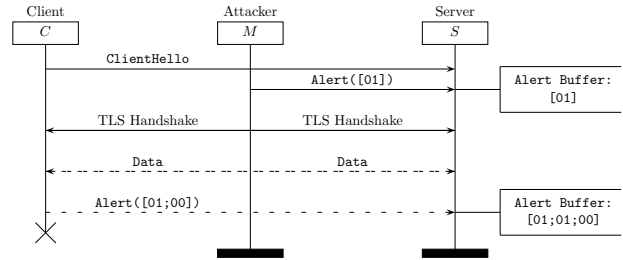 Client Attacker Server
C M S
ClientHello
Alert([01])
Alert Buffer:
[01]
TLS Handshake TLS Handshake
Data Data
Alert([01;00])
Alert Buffer:
[01;01;00]